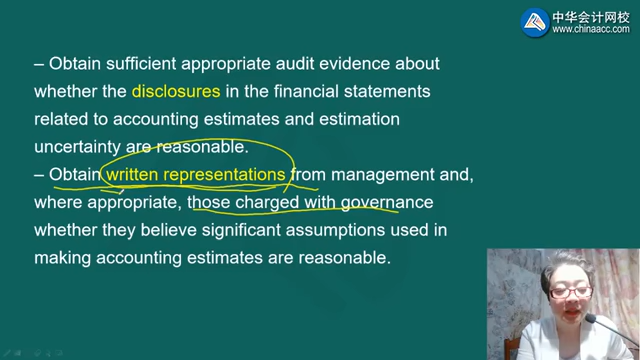 中华会计网校
www.chinaacc.com
– Obtain sufficient appropriate audit evidence about
whether the disclosures in the financial statements
related to accounting estimates and estimation
uncertainty are reasonable.
– Obtain written representations from management and,
where appropriate, those charged with governance
whether they believe significant assumptions used in
making accounting estimates are reasonable.